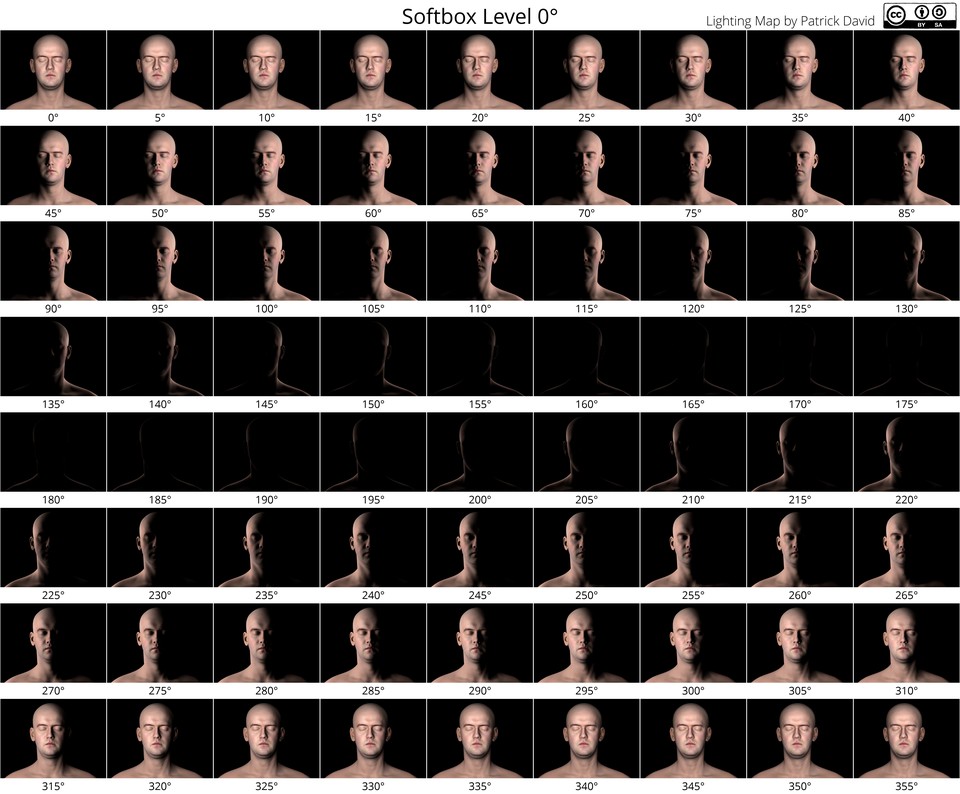 Softbox Level 0°
Lighting Map by Patrick David
cc
BY SA
0° 5° 10° 15° 20° 25° 30° 35° 40°
45° 50° 55° 60° 65° 70° 75° 80° 85°
90° 95° 100° 105° 110° 115° 120° 125° 130°
135° 140° 145° 150° 155° 160° 165° 170° 175°
180° 185° 190° 195° 200° 205° 210° 215° 220°
225° 230° 235° 240° 245° 250° 255° 260° 265°
270° 275° 280° 285° 290° 295° 300° 305° 310°
315° 320° 325° 330° 335° 340° 345° 350° 355°